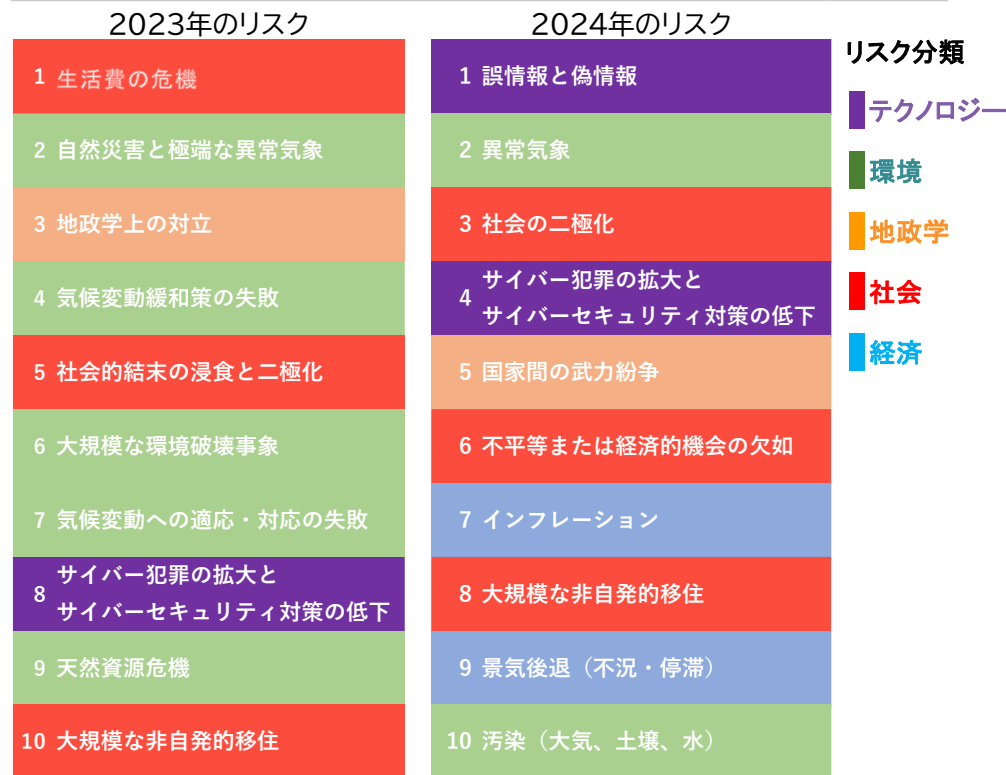 2023年のリスク
1 生活費の危機
2 自然災害と極端な異常気象
3 地政学上の対立
4 気候変動緩和策の失敗
5 社会的結末の浸食と二極化
6 大規模な環境破壊事象
7 気候変動への適応・対応の失敗
8 サイバー犯罪の拡大と
サイバーセキュリティ対策の低下
9 天然資源危機
10 大規模な非自発的移住
2024年のリスク
1 誤情報と偽情報
2 異常気象
3 社会の二極化
4 サイバー犯罪の拡大と
サイバーセキュリティ対策の低下
5 国家間の武力紛争
6 不平等または経済的機会の欠如
7 インフレーション
8 大規模な非自発的移住
9 景気後退（不況・停滞）
10 汚染（大気、土壌、水）
リスク分類
テクノロジー
環境
地政学
社会
経済